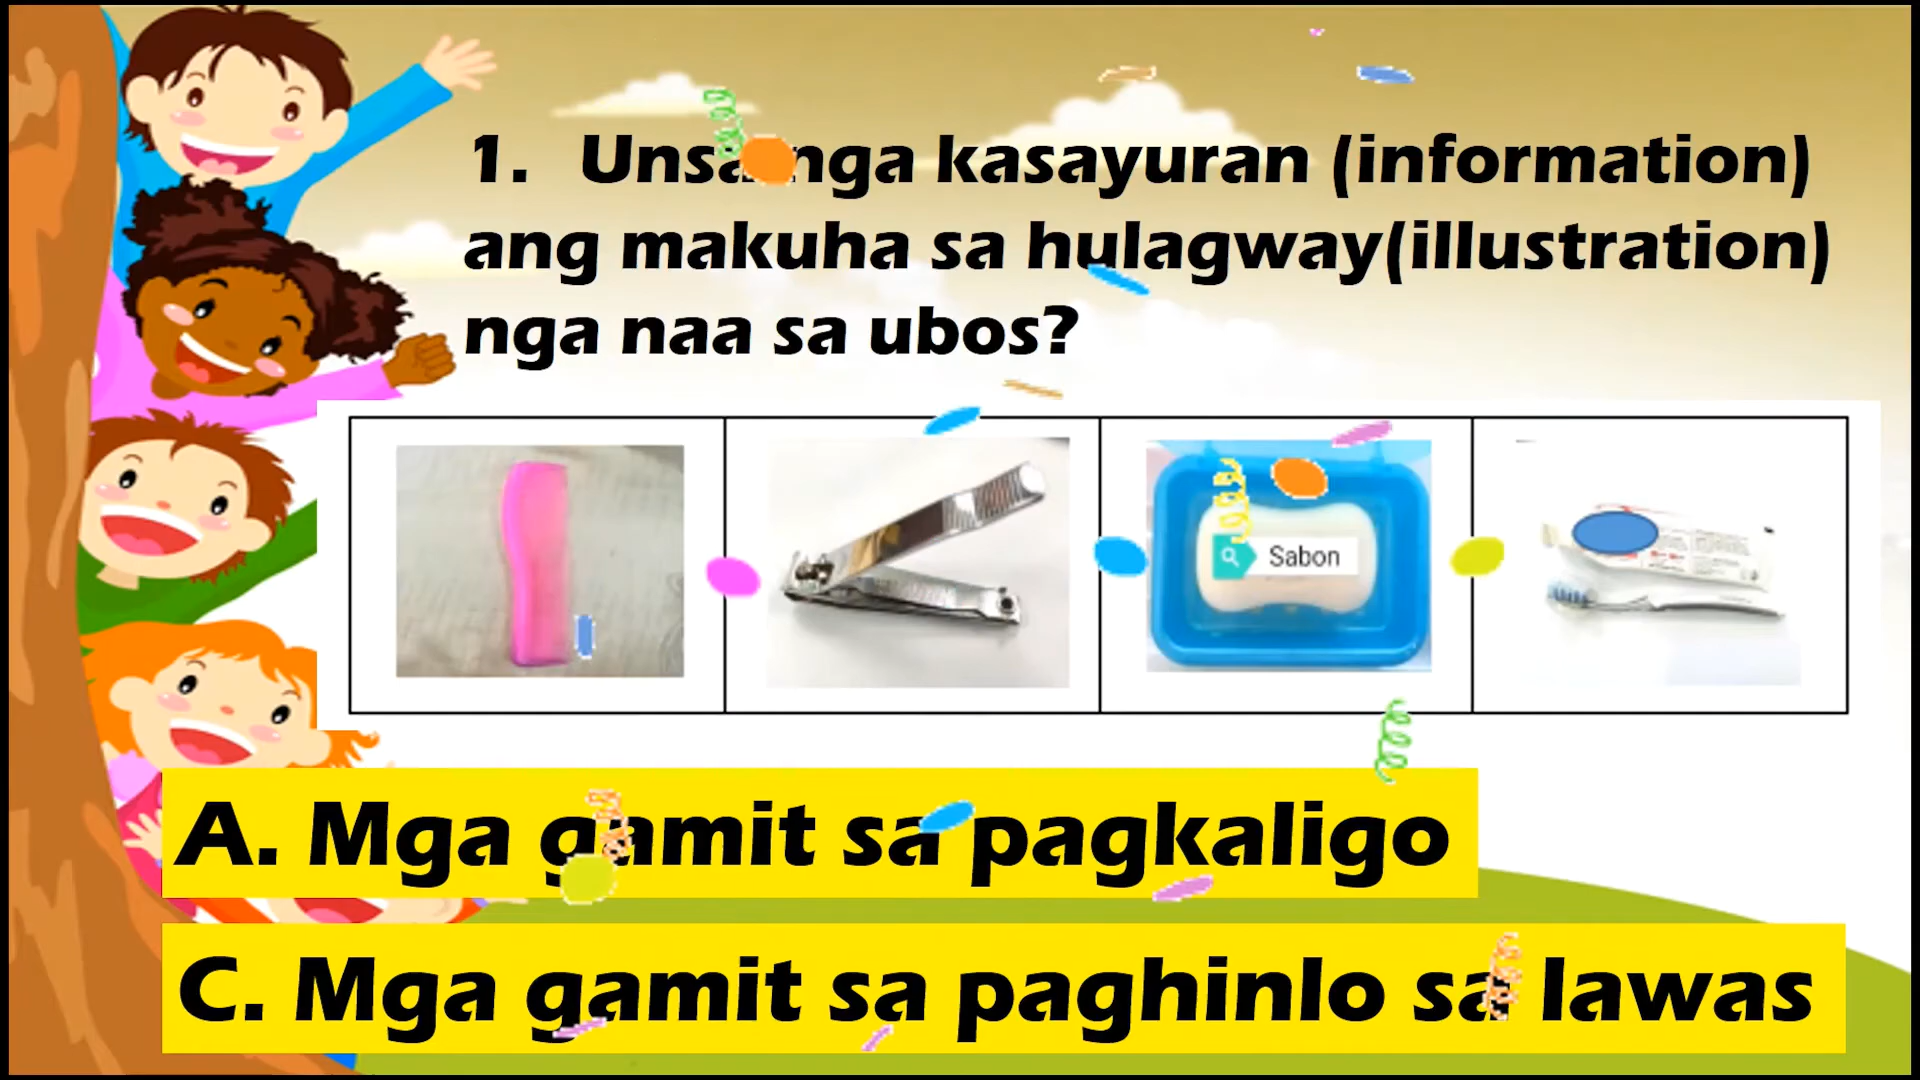 1. Unsa nga kasayuran (information)
ang makuha sa hulagway(illustration)
nga naa sa ubos?
Sabon
A. Mga gamit sa pagkaligo
C. Mga gamit sa paghinlo sa lawas